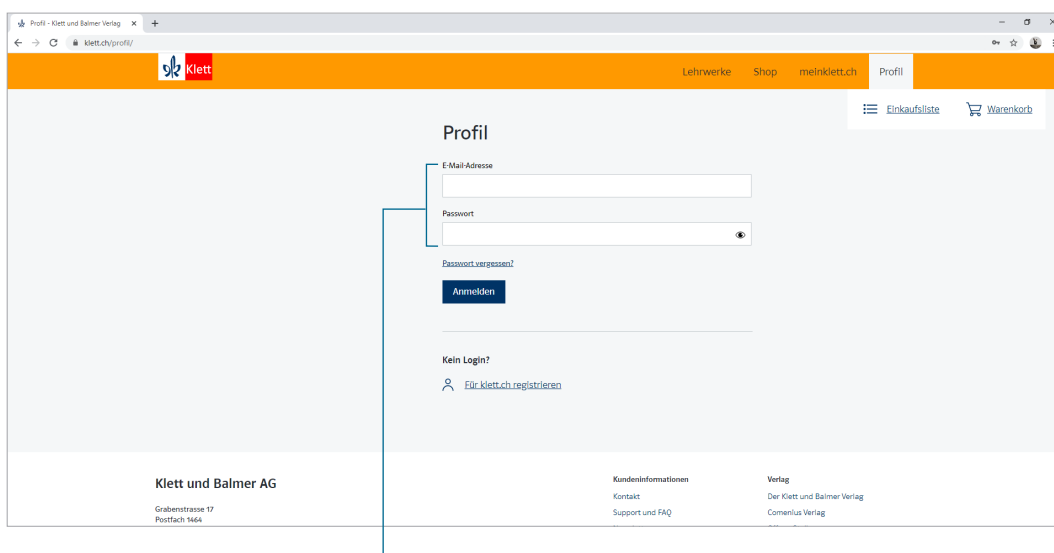 Profil - Klett und Balmer Verlag
klett.ch/profil/
Klett
Lehrwerke Shop meinklett.ch Profil
Einkaufsliste Warenkorb
Profil
E-Mail-Adresse
Passwort
Passwort vergessen?
Anmelden
Kein Login?
Für klett.ch registrieren
Klett und Balmer AG
Grabenstrasse 17
Postfach 1464
Kundeninformationen
Kontakt
Support und FAQ
Verlag
Der Klett und Balmer Verlag
Comenius Verlag